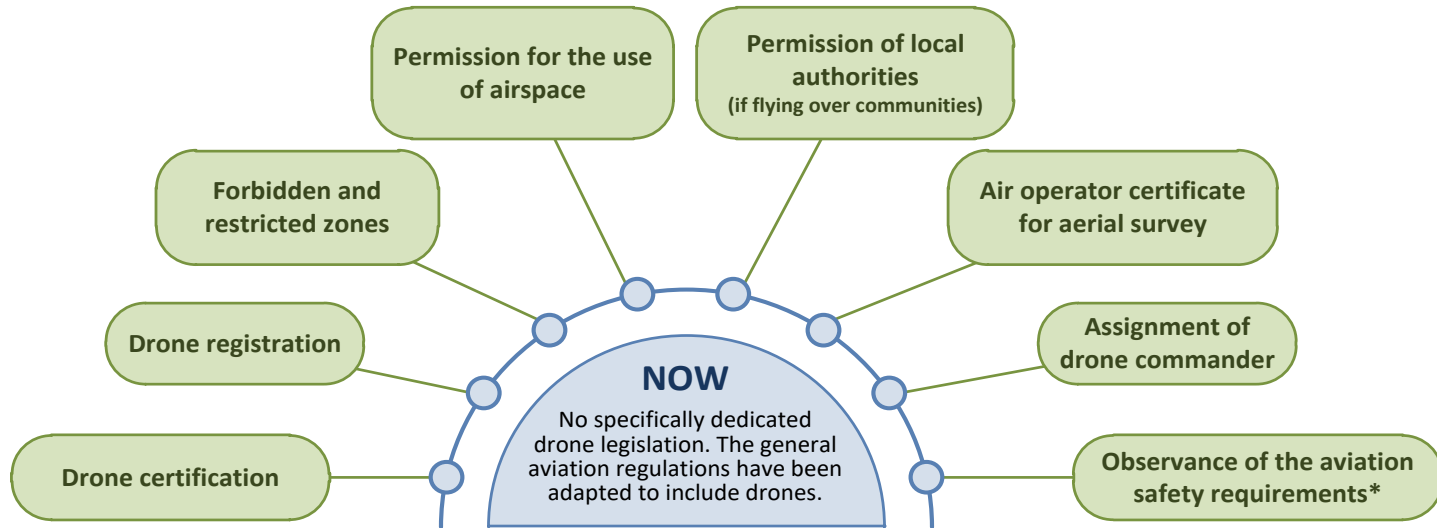 Permission for the use
of airspace
Permission of local
authorities
(if flying over communities)
Forbidden and
restricted zones
Air operator certificate
for aerial survey
Drone registration
Assignment of
drone commander
NOW
No specifically dedicated
drone legislation. The general
aviation regulations have been
adapted to include drones.
Drone certification
Observance of the aviation
safety requirements*